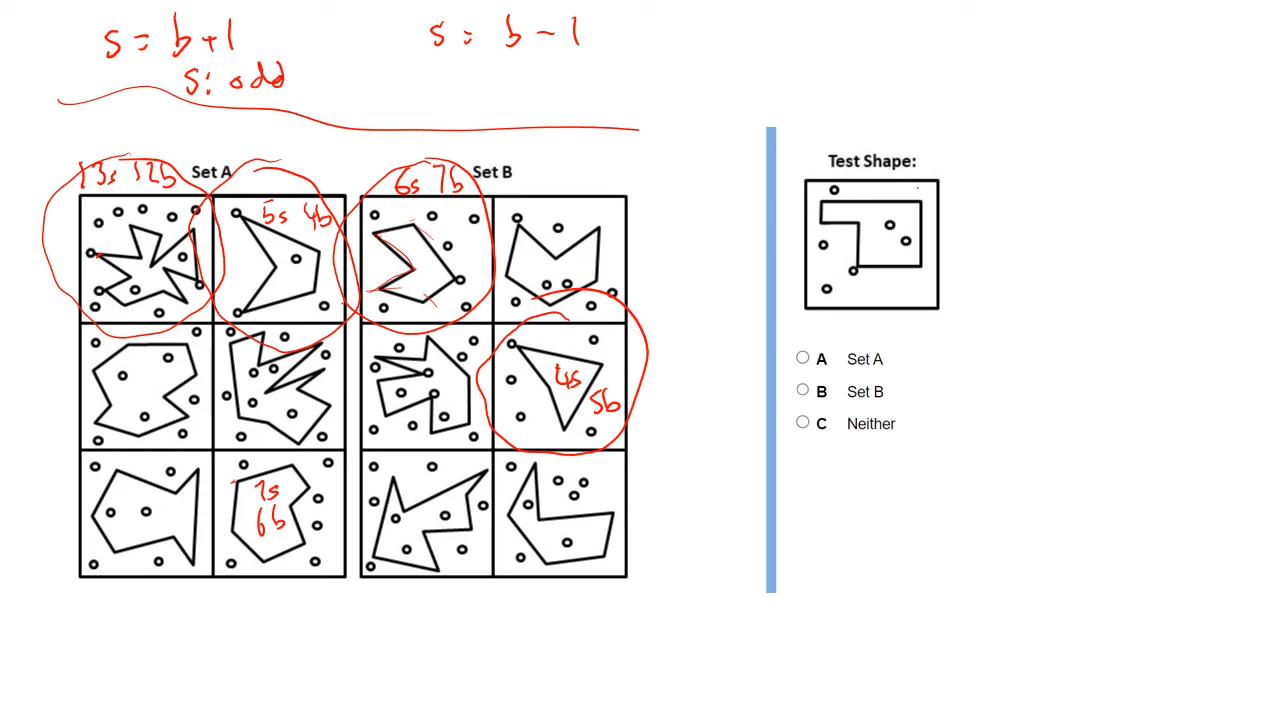 s = b+1
s: odd
s = b - 1
13s 12b Set A
5s 4b
6s 7b Set B
4s
5b
7s
6b
Test Shape:
A Set A
B Set B
C Neither